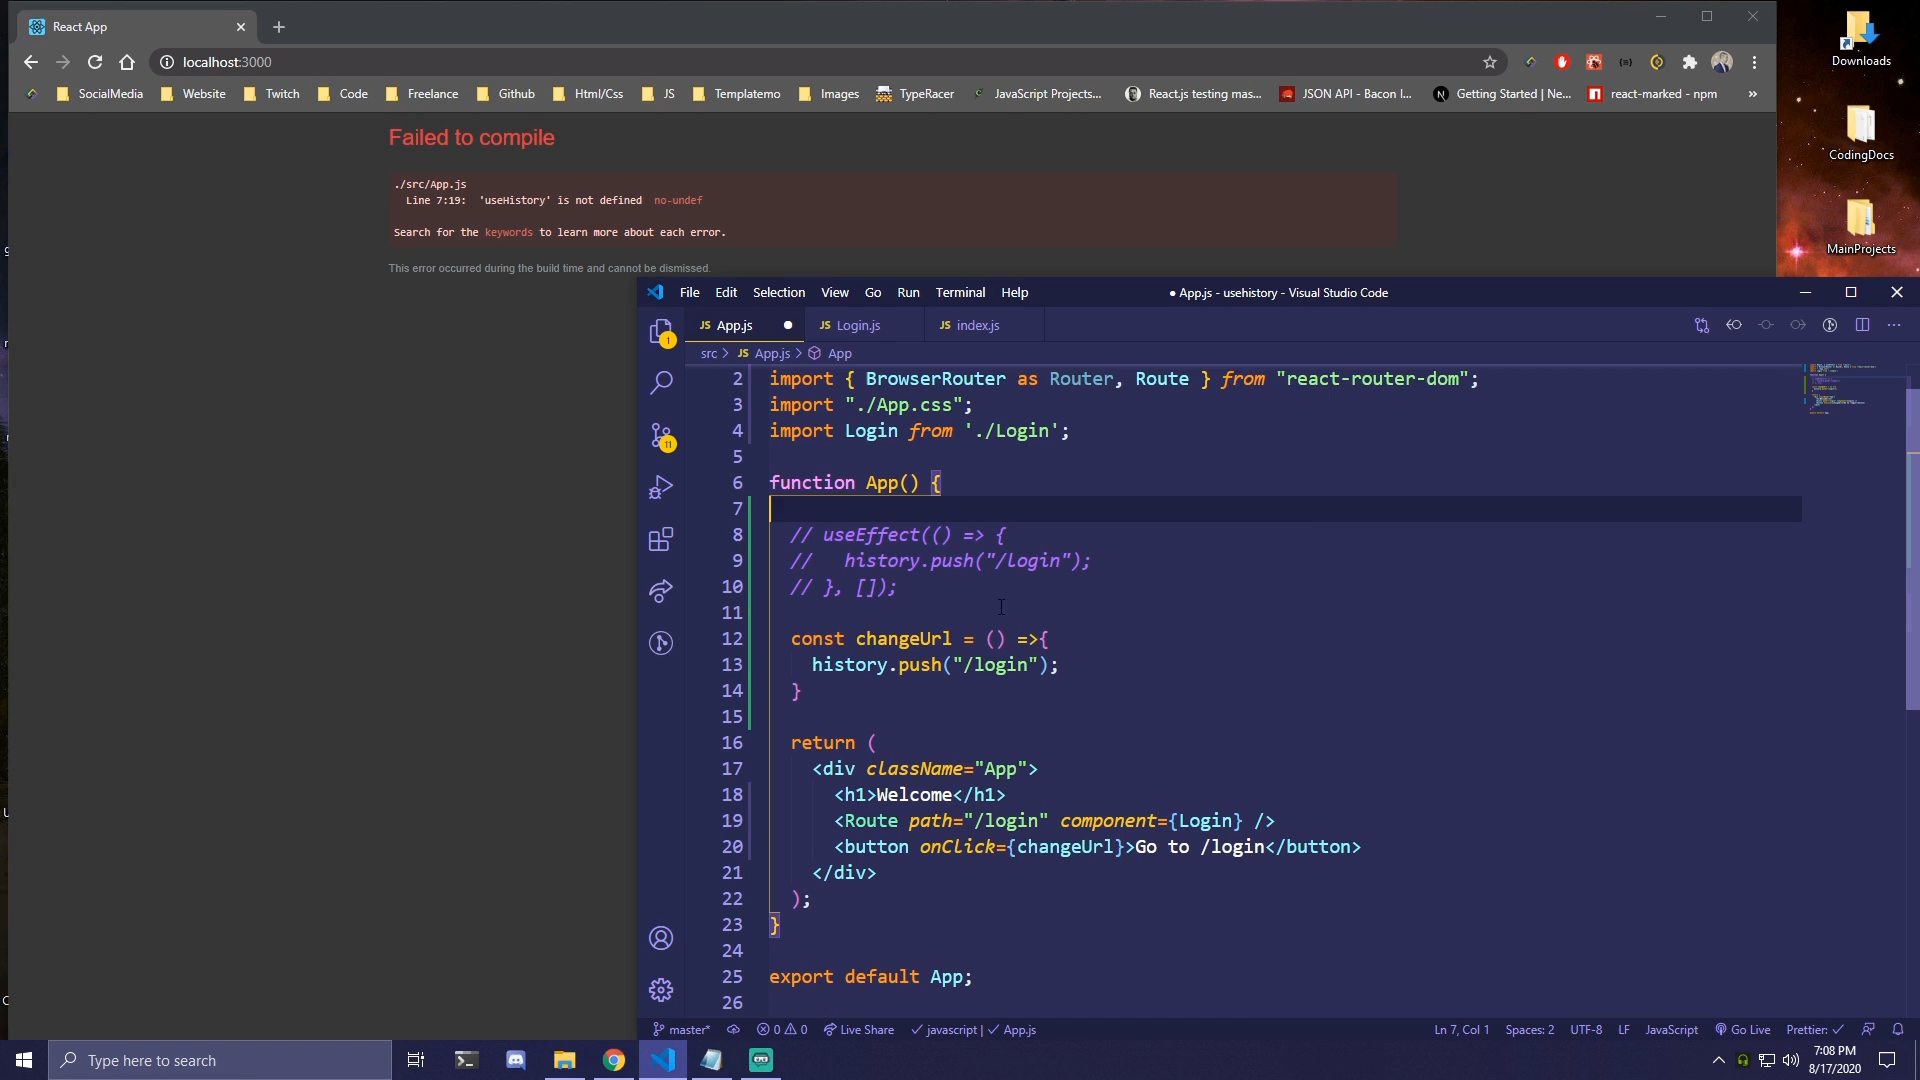 React App
localhost:3000
SocialMedia Website Twitch Code Freelance Github Html/Css JS Templatemo Images TypeRacer JavaScript Projects... React.js testing mas... JSON API - Bacon I... Getting Started | Ne... react-marked - npm »
Downloads
CodingDocs
MainProjects
Failed to compile
./src/App.js
Line 7:19: 'useHistory' is not defined no-undef
Search for the keywords to learn more about each error.
This error occurred during the build time and cannot be dismissed.
File Edit Selection View Go Run Terminal Help
● App.js - usehistory - Visual Studio Code
JS App.js ● JS Login.js JS index.js
src > JS App.js > App
1
11
2 import { BrowserRouter as Router, Route } from "react-router-dom";
3 import "./App.css";
4 import Login from './Login';
5
6 function App() {
7
8 // useEffect(() => {
9 //   history.push("/login");
10 // }, []);
11
12 const changeUrl = () =>{
13 history.push("/login");
14 }
15
16 return (
17 <div className="App">
18 <h1>Welcome</h1>
19 <Route path="/login" component={Login} />
20 <button onClick={changeUrl}>Go to /login</button>
21 </div>
22 );
23 }
24
25 export default App;
26
master* 0 0 Live Share ✓ javascript | ✓ App.js
Ln 7, Col 1 Spaces: 2 UTF-8 LF JavaScript Go Live Prettier: ✓
Type here to search
7:08 PM
8/17/2020